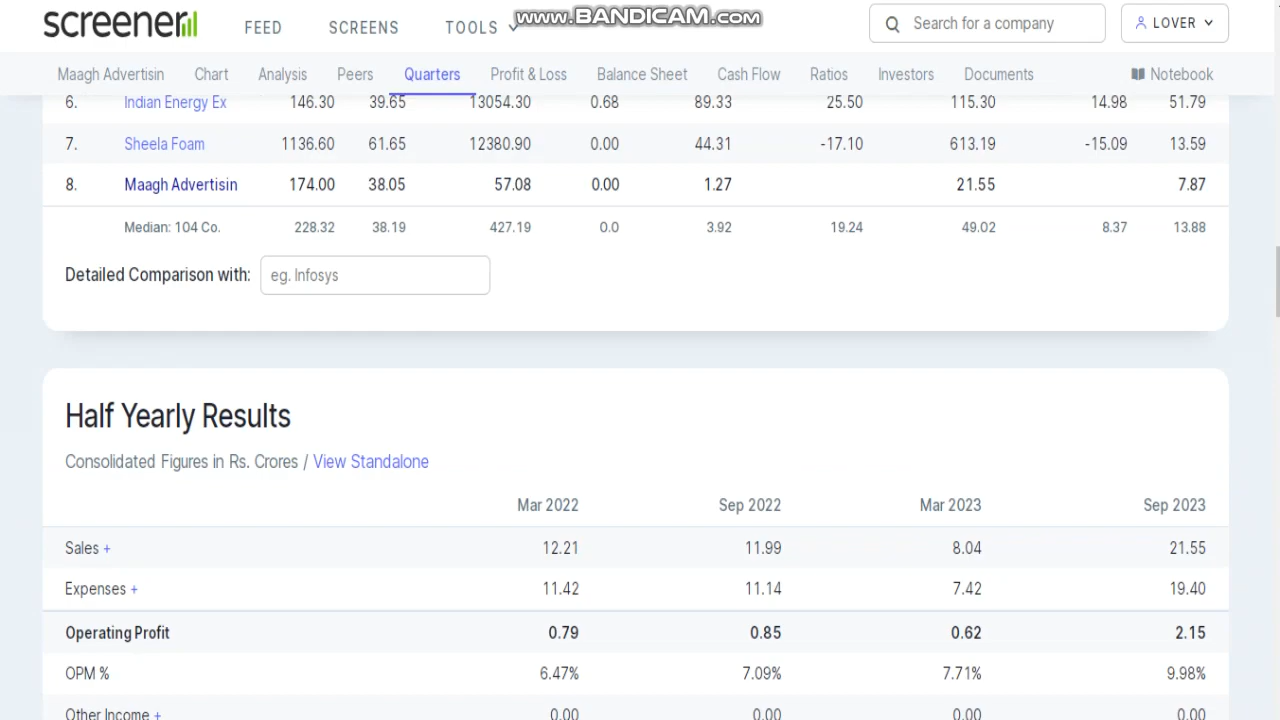 screener FEED SCREENS TOOLS www.BANDICAM.com Search for a company LOVER
Maagh Advertisin Chart Analysis Peers Quarters Profit & Loss Balance Sheet Cash Flow Ratios Investors Documents Notebook
6. Indian Energy Ex 146.30 39.65 13054.30 0.68 89.33 25.50 115.30 14.98 51.79
7. Sheela Foam 1136.60 61.65 12380.90 0.00 44.31 -17.10 613.19 -15.09 13.59
8. Maagh Advertisin 174.00 38.05 57.08 0.00 1.27 21.55 7.87
Median: 104 Co. 228.32 38.19 427.19 0.0 3.92 19.24 49.02 8.37 13.88
Detailed Comparison with: eg. Infosys
Half Yearly Results
Consolidated Figures in Rs. Crores / View Standalone
Mar 2022 Sep 2022 Mar 2023 Sep 2023
Sales + 12.21 11.99 8.04 21.55
Expenses + 11.42 11.14 7.42 19.40
Operating Profit 0.79 0.85 0.62 2.15
OPM % 6.47% 7.09% 7.71% 9.98%
Other Income + 0.00 0.00 0.00 0.00